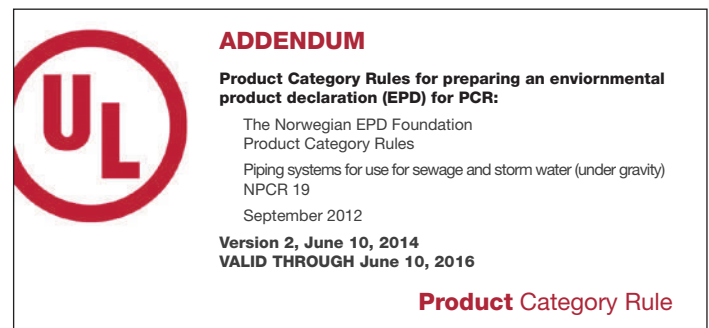 UL
ADDENDUM
Product Category Rules for preparing an enviornmental
product declaration (EPD) for PCR:
The Norwegian EPD Foundation
Product Category Rules
Piping systems for use for sewage and storm water (under gravity)
NPCR 19
September 2012
Version 2, June 10, 2014
VALID THROUGH June 10, 2016
Product Category Rule